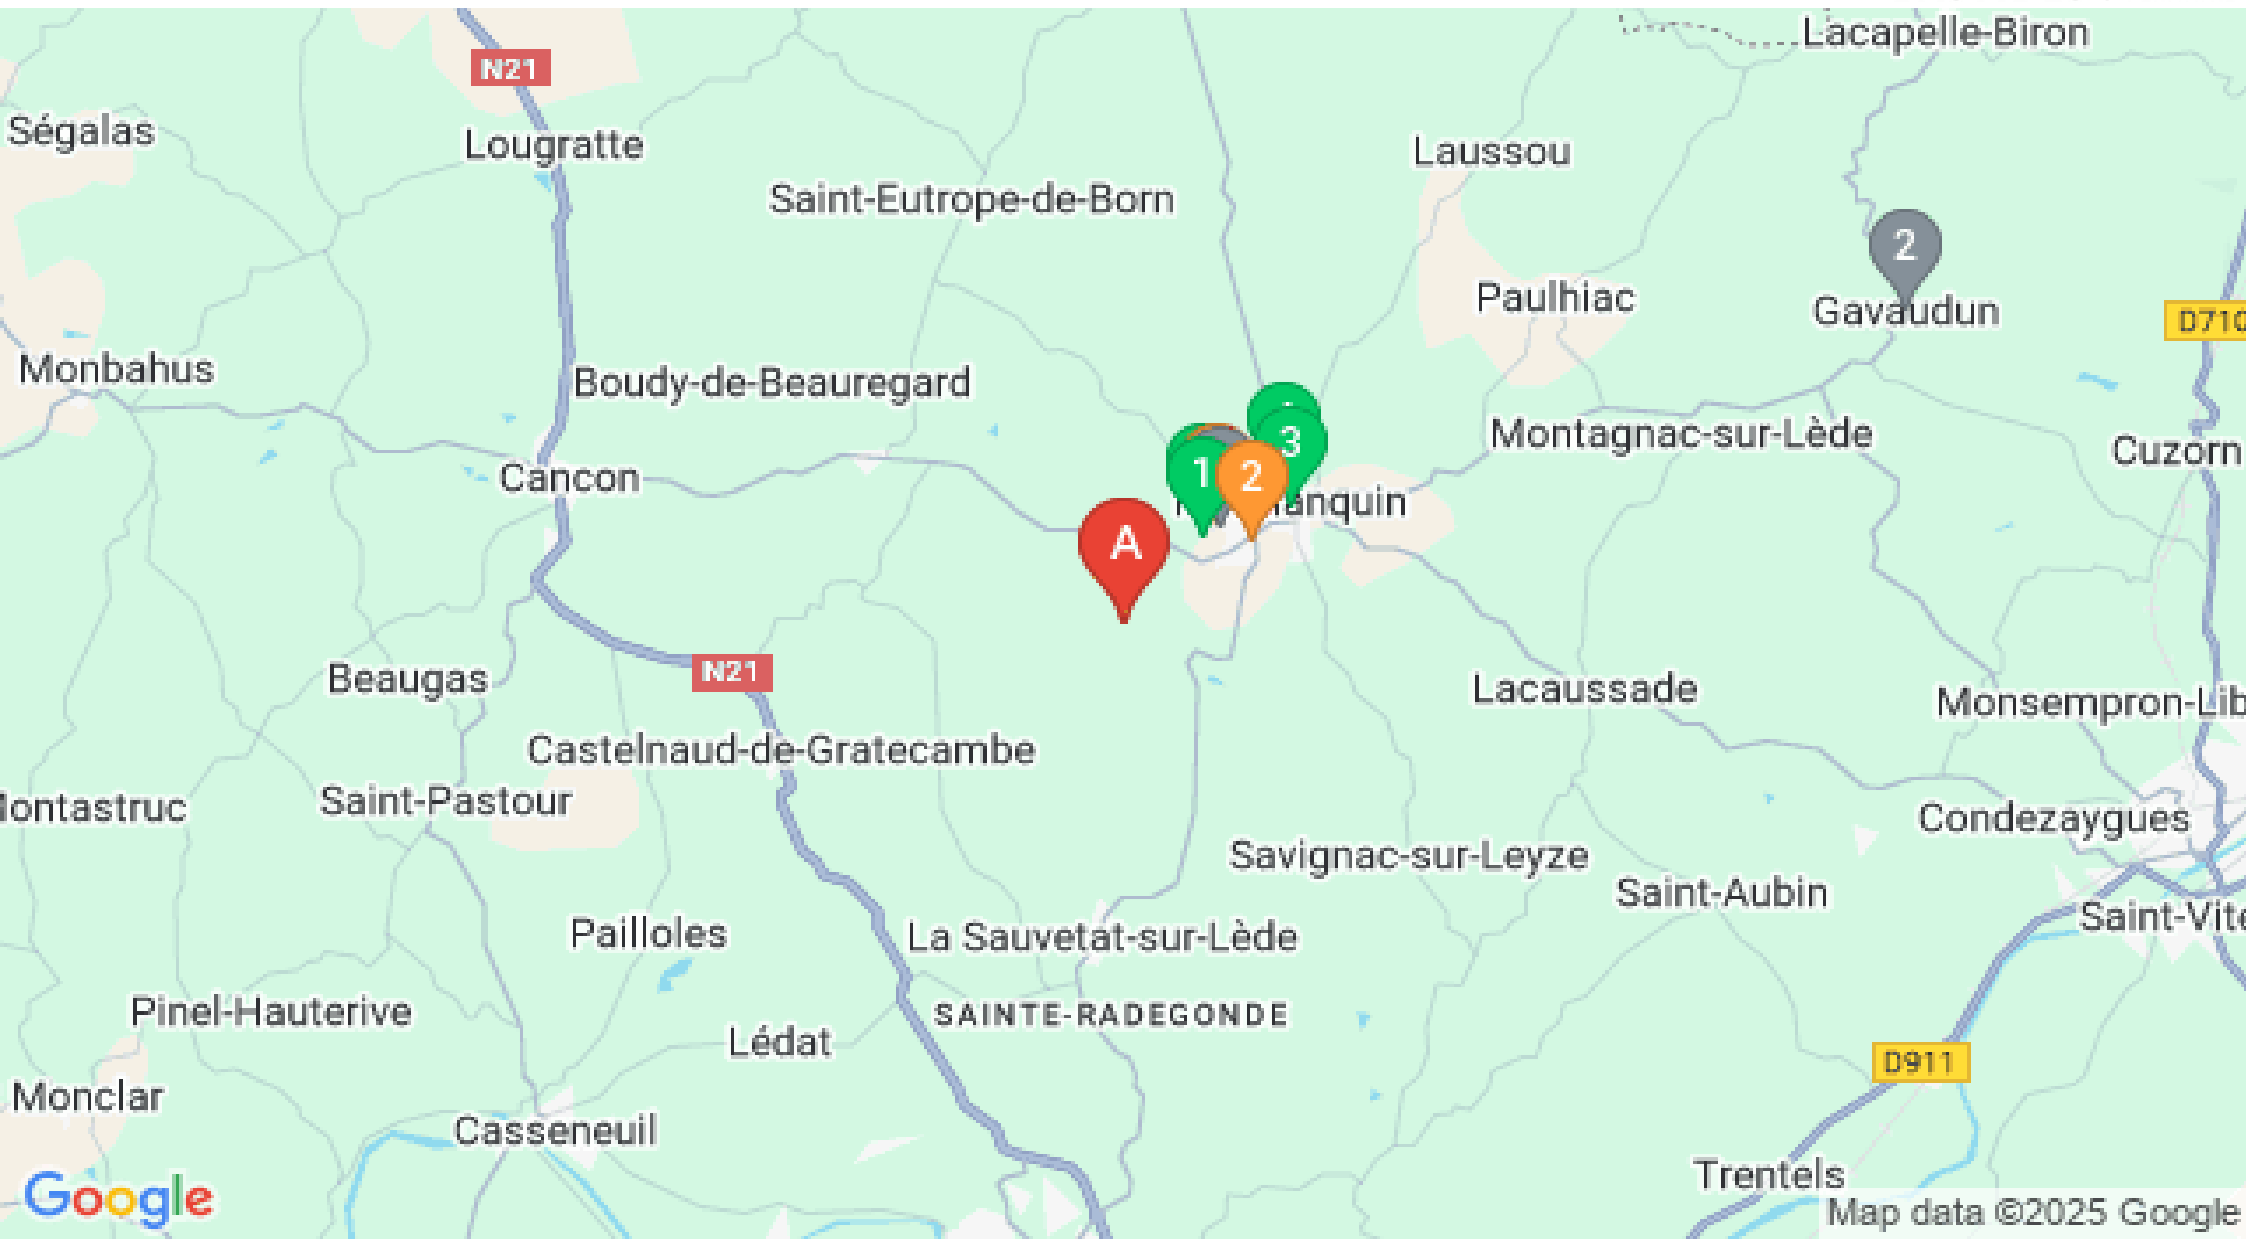 Lacapelle-Biron
N21
Ségalas
Lougratte
Laussou
Saint-Eutrope-de-Born
2
Paulhiac
Gavaudun
Monbahus
Boudy-de-Beauregard
3
Montagnac-sur-Lède
Cuzorn
Cancon
1
2
anquin
A
N21
Beaugas
Lacaussade
Monsempron-Lib
Castelnaud-de-Gratecambe
Saint-Pastour
ontastruc
Condezaygues
Savignac-sur-Leyze
Saint-Aubin
Saint-Vite
Pailloles
La Sauvetat-sur-Lède
Pinel-Hauterive
SAINTE-RADEGONDE
Lédat
D911
Monclar
Casseneuil
Trentels
Google
Map data ©2025 Google
D710